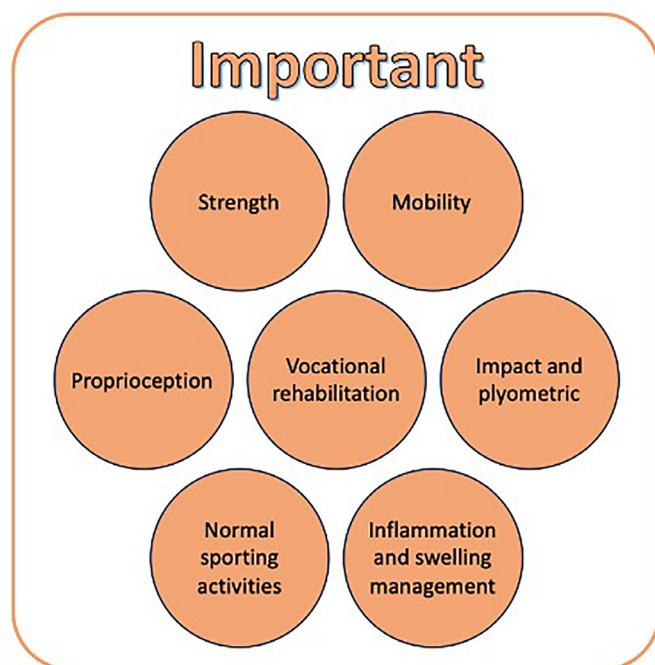 Important
Strength
Mobility
Proprioception
Vocational
rehabilitation
Impact and
plyometric
Normal
sporting
activities
Inflammation
and swelling
management